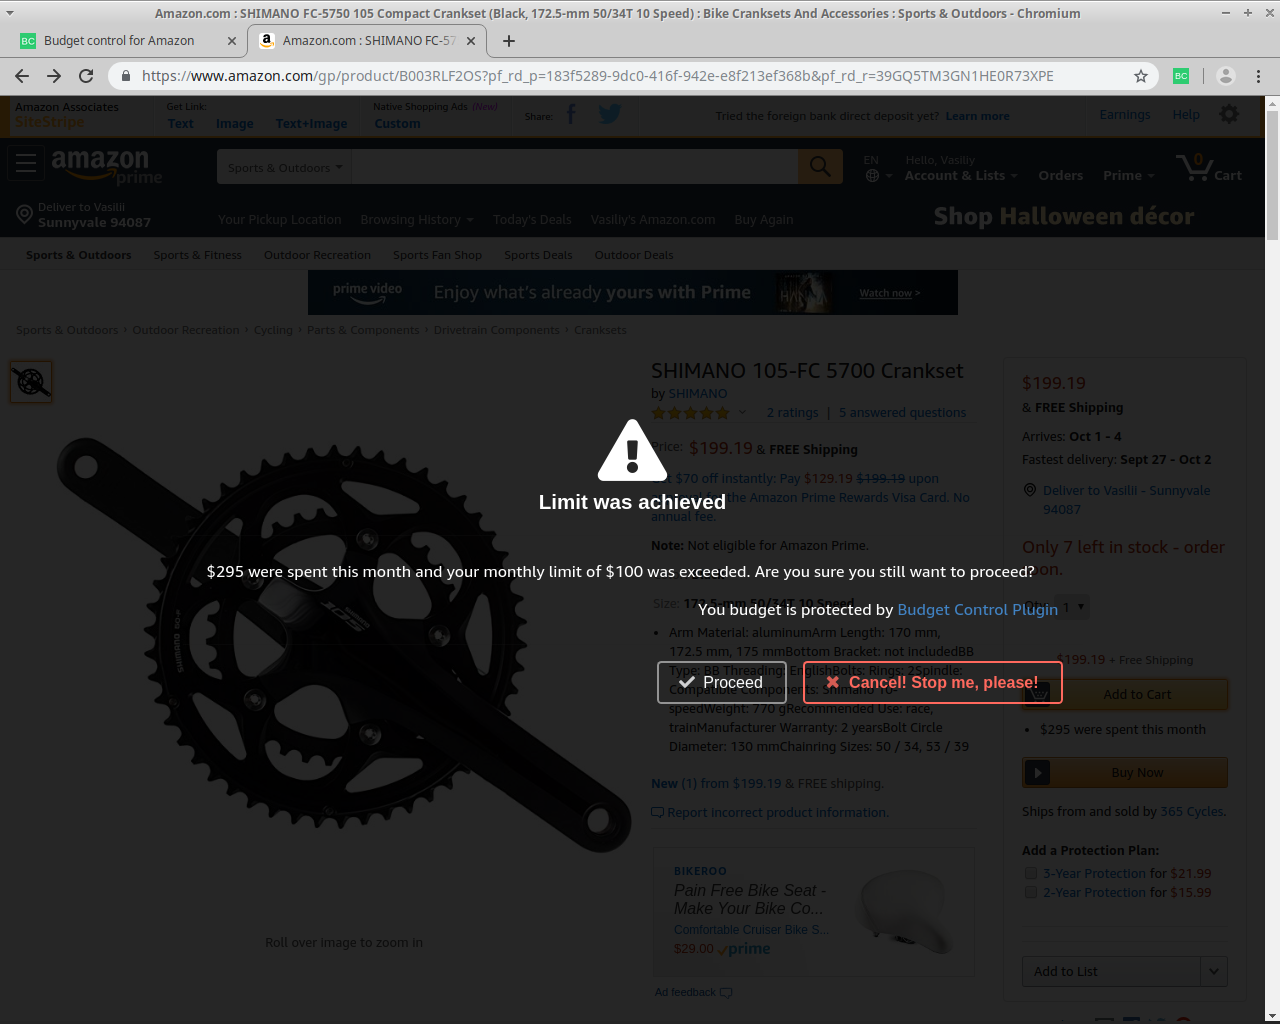 Amazon.com : SHIMANO FC-5750 105 Compact Crankset (Black, 172.5-mm 50/34T 10 Speed) : Bike Cranksets And Accessories : Sports & Outdoors - Chromium
BC Budget control for Amazon
Amazon.com : SHIMANO FC-57
https://www.amazon.com/gp/product/B003RLF2OS?pf_rd_p=183f5289-9dc0-416f-942e-e8f213ef368b&pf_rd_r=39GQ5TM3GN1HE0R73XPE
BC
Amazon Associates
SiteStripe
Get Link:
Text Image Text+Image
Native Shopping Ads (New)
Custom
Share:
Tried the foreign bank direct deposit yet? Learn more
Earnings Help
amazon
prime
Sports & Outdoors
EN
Hello, Vasiliy
Account & Lists
Orders
Prime
0
Cart
Deliver to Vasilii
Sunnyvale 94087
Your Pickup Location Browsing History Today's Deals Vasiliy's Amazon.com Buy Again
Shop Halloween décor
Sports & Outdoors Sports & Fitness Outdoor Recreation Sports Fan Shop Sports Deals Outdoor Deals
prime video
Enjoy what's already yours with Prime
HANNA
Watch now >
Sports & Outdoors › Outdoor Recreation › Cycling › Parts & Components › Drivetrain Components › Cranksets
SHIMANO 105-FC 5700 Crankset
by SHIMANO
2 ratings | 5 answered questions
Price: $199.19 & FREE Shipping
$70 off instantly: Pay $129.19 $199.19 upon
for the Amazon Prime Rewards Visa Card. No
annual fee.
Note: Not eligible for Amazon Prime.
Size: 172.5-mm 50/34T 10 Speed
• Arm Material: aluminumArm Length: 170 mm,
172.5 mm, 175 mmBottom Bracket: not includedBB
Type: BB Threading: EnglishBolts: Rings: 2Spindle:
Compatible Components: Shimano 10-
speedWeight: 770 gRecommended Use: race,
trainManufacturer Warranty: 2 yearsBolt Circle
Diameter: 130 mmChainring Sizes: 50 / 34, 53 / 39
New (1) from $199.19 & FREE shipping.
Report incorrect product information.
BIKEROO
Pain Free Bike Seat -
Make Your Bike Co...
Comfortable Cruiser Bike S...
$29.00 prime
Ad feedback
Roll over image to zoom in
$199.19
& FREE Shipping
Arrives: Oct 1 - 4
Fastest delivery: Sept 27 - Oct 2
Deliver to Vasilii - Sunnyvale
94087
Only 7 left in stock - order
soon.
1
$199.19 + Free Shipping
Add to Cart
• $295 were spent this month
Buy Now
Ships from and sold by 365 Cycles.
Add a Protection Plan:
3-Year Protection for $21.99
2-Year Protection for $15.99
Add to List
Limit was achieved
$295 were spent this month and your monthly limit of $100 was exceeded. Are you sure you still want to proceed?
You budget is protected by Budget Control Plugin
Proceed
Cancel! Stop me, please!
105